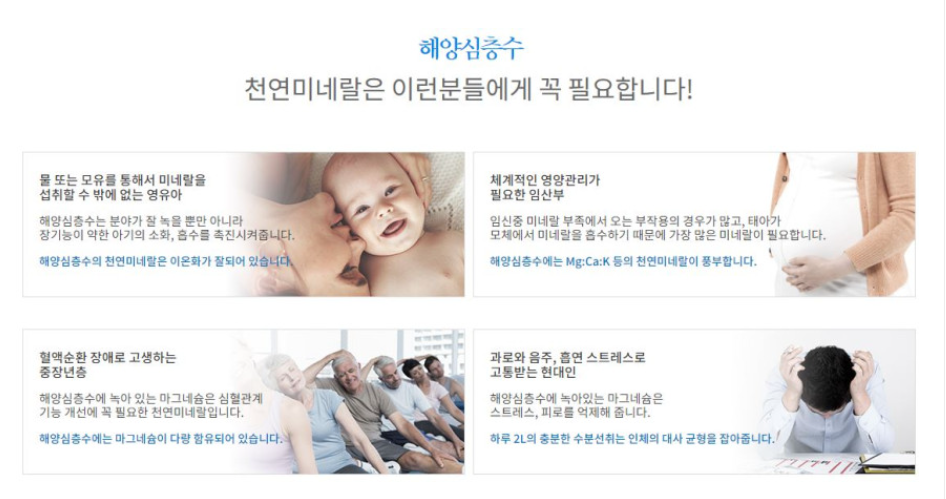 해양심층수
천연미네랄은 이런분들에게 꼭 필요합니다!
물 또는 모유를 통해서 미네랄을
섭취할 수 밖에 없는 영유아
해양심층수는 분야가 잘 녹을 뿐만 아니라
장기능이 약한 아기의 소화, 흡수를 촉진시켜줍니다.
해양심층수의 천연미네랄은 이온화가 잘되어 있습니다.
체계적인 영양관리가
필요한 임산부
임신중 미네랄 부족에서 오는 부작용의 경우가 많고, 태아가
모체에서 미네랄을 흡수하기 때문에 가장 많은 미네랄이 필요합니다.
해양심층수에는 Mg:Ca:K 등의 천연미네랄이 풍부합니다.
혈액순환 장애로 고생하는
중장년층
해양심층수에 녹아 있는 마그네슘은 심혈관계
기능 개선에 꼭 필요한 천연미네랄입니다.
해양심층수에는 마그네슘이 다량 함유되어 있습니다.
과로와 음주, 흡연 스트레스로
고통받는 현대인
해양심층수에 녹아있는 마그네슘은
스트레스, 피로를 억제해 줍니다.
하루 2L의 충분한 수분선취는 인체의 대사 균형을 잡아줍니다.